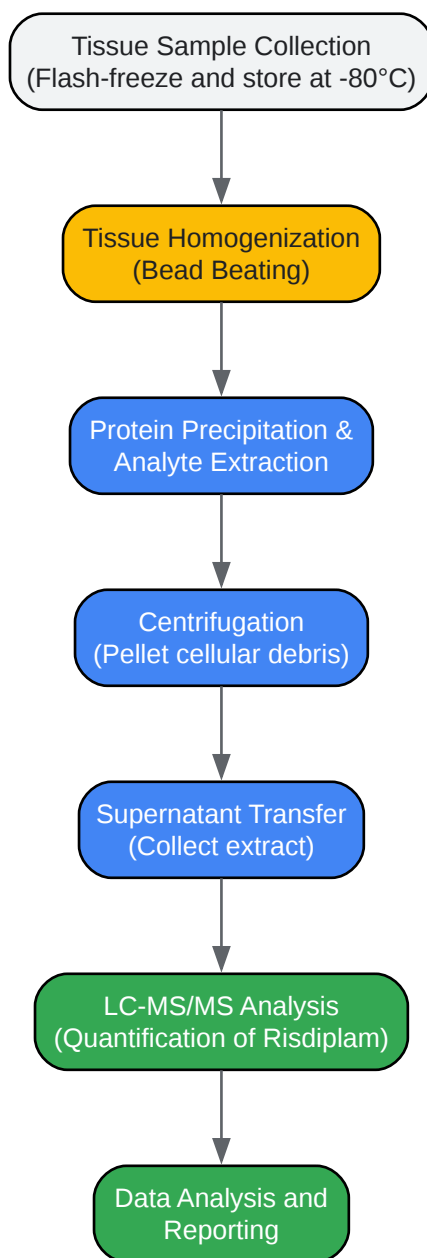 Tissue Sample Collection
(Flash-freeze and store at -80°C)
Tissue Homogenization
(Bead Beating)
Protein Precipitation &
Analyte Extraction
Centrifugation
(Pellet cellular debris)
Supernatant Transfer
(Collect extract)
LC-MS/MS Analysis
(Quantification of Risdiplam)
Data Analysis and
Reporting